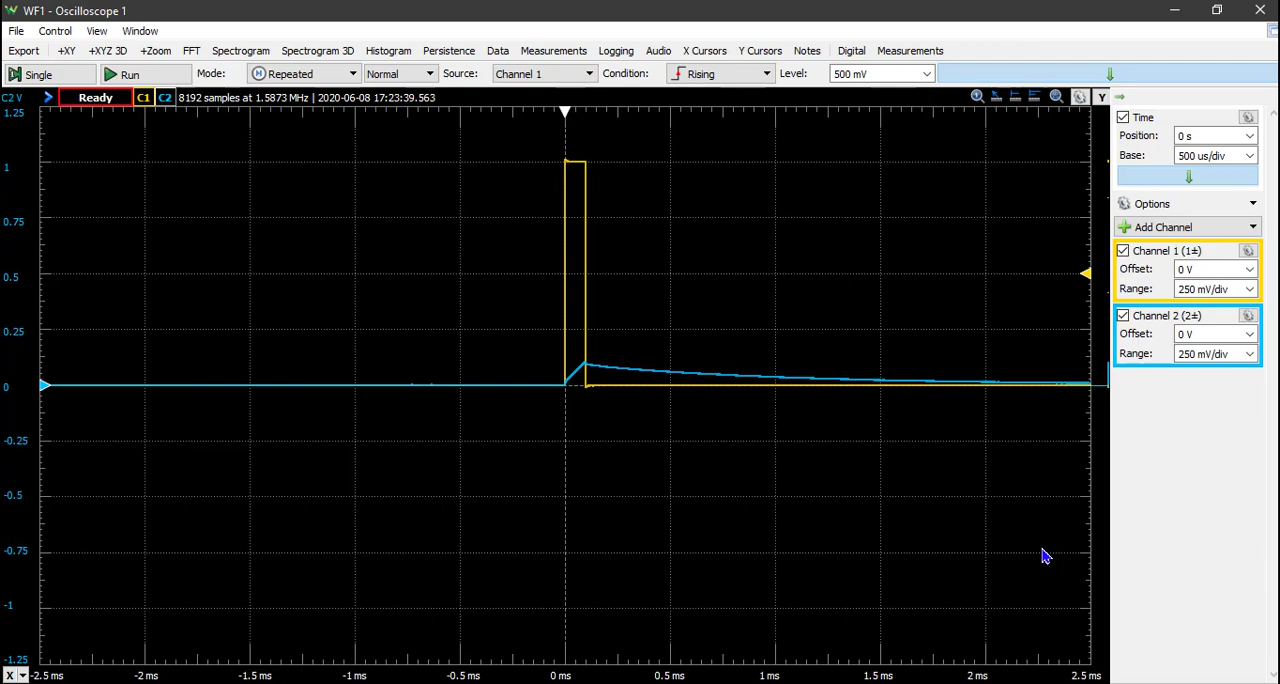 WF1 - Oscilloscope 1
File Control View Window
Export +XY +XYZ 3D +Zoom FFT Spectrogram Spectrogram 3D Histogram Persistence Data Measurements Logging Audio X Cursors Y Cursors Notes Digital Measurements
Single Run Mode: Repeated Normal Source: Channel 1 Condition: Rising Level: 500 mV
C2 V Ready C1 C2 8192 samples at 1.5873 MHz | 2020-06-08 17:23:39.563 Y
1.25
1
0.75
0.5
0.25
0
-0.25
-0.5
-0.75
-1
-1.25
X -2.5 ms -2 ms -1.5 ms -1 ms -0.5 ms 0 ms 0.5 ms 1 ms 1.5 ms 2 ms 2.5 ms
Time
Position: 0 s
Base: 500 us/div
Options
Add Channel
Channel 1 (1±)
Offset: 0 V
Range: 250 mV/div
Channel 2 (2±)
Offset: 0 V
Range: 250 mV/div